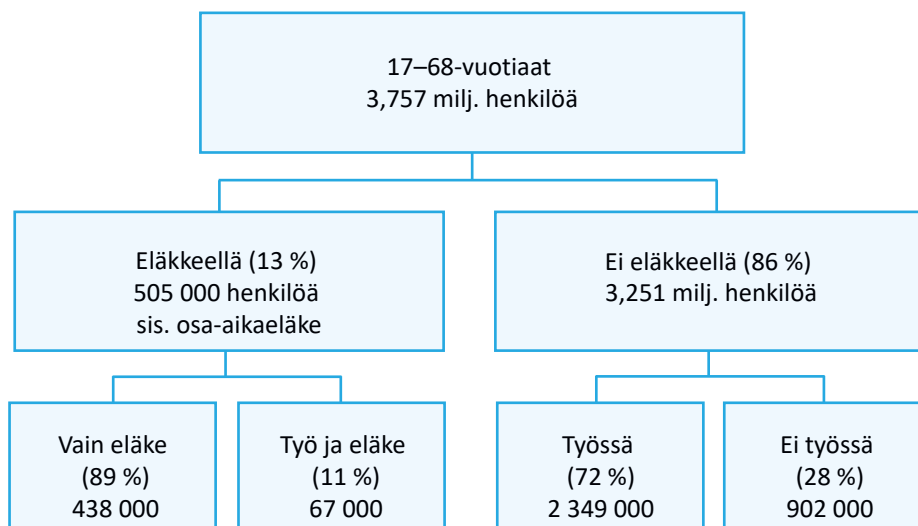 17–68-vuotiaat
3,757 milj. henkilöä
Eläkkeellä (13 %)
505 000 henkilöä
sis. osa-aikaeläke
Ei eläkkeellä (86 %)
3,251 milj. henkilöä
Vain eläke
(89 %)
438 000
Työ ja eläke
(11 %)
67 000
Työssä
(72 %)
2 349 000
Ei työssä
(28 %)
902 000